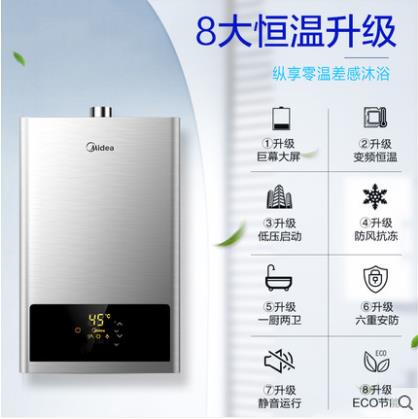 8大恒温升级
纵享零温差感沐浴
Midea
45°C
①升级
巨幕大屏
②升级
变频恒温
③升级
低压启动
④升级
防风抗冻
⑤升级
一厨两卫
⑥升级
六重安防
⑦升级
静音运行
ECO
⑧升级
ECO节能